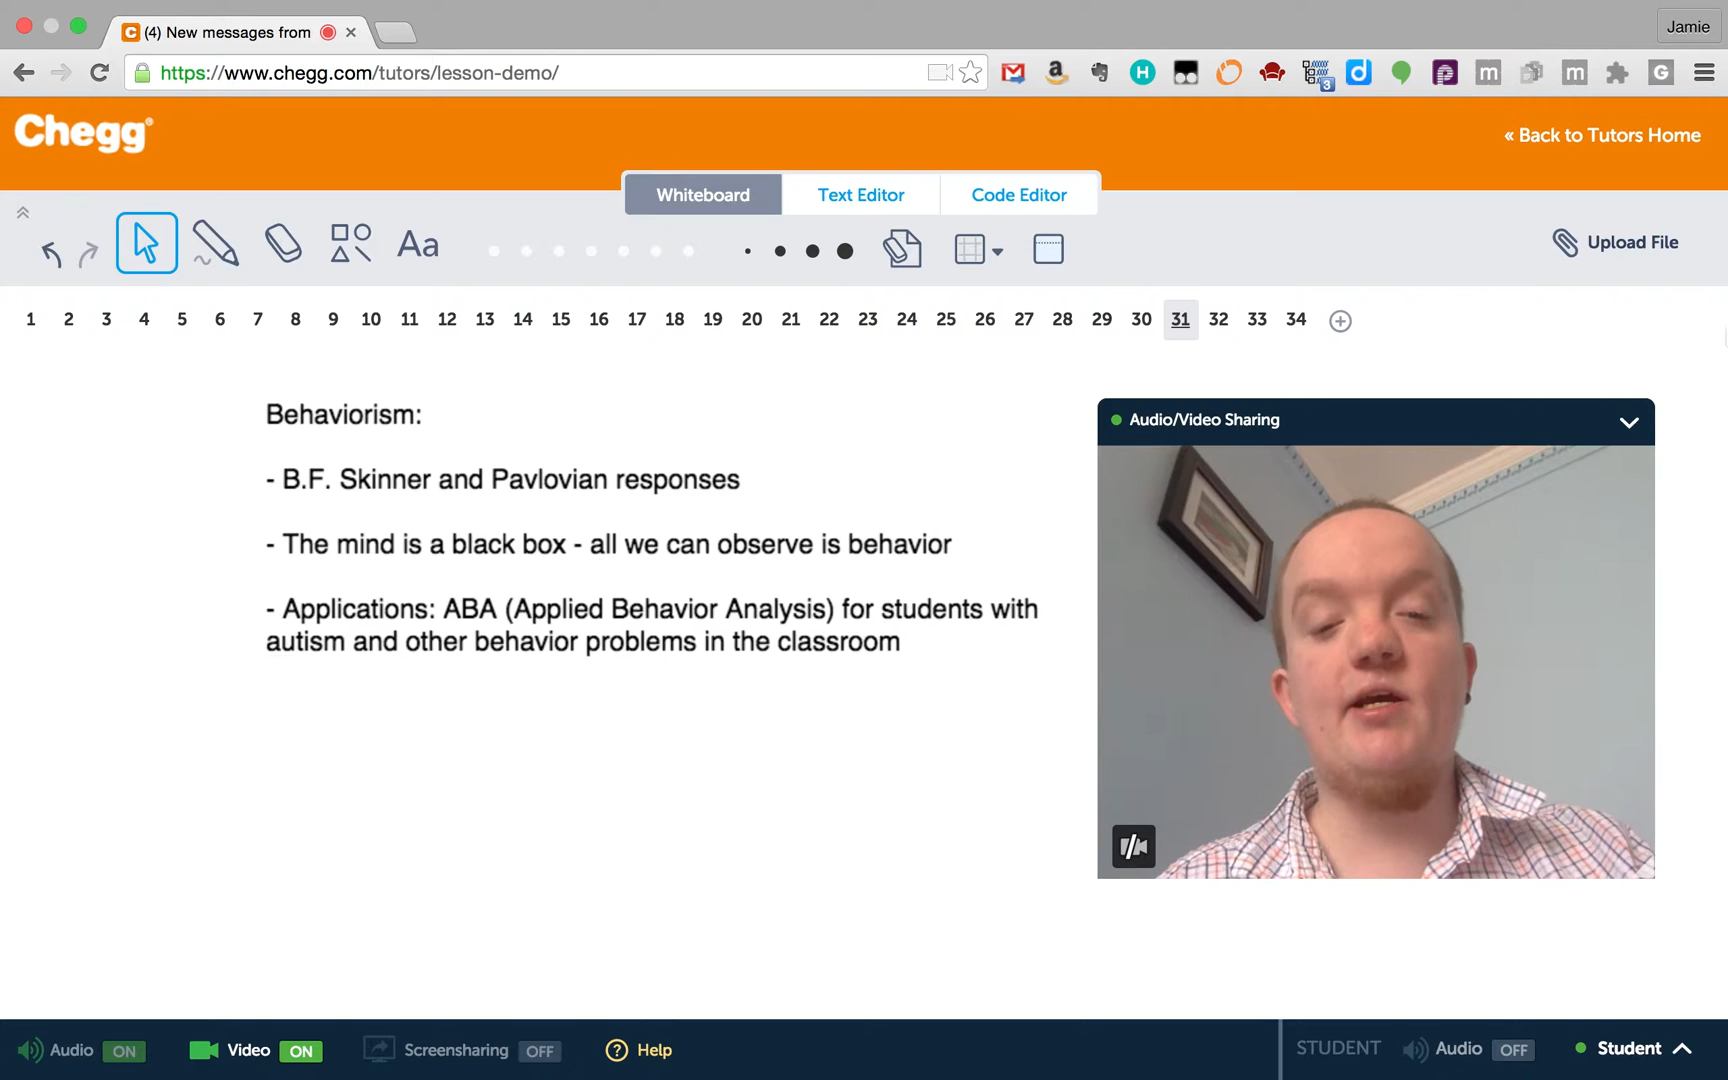 (4) New messages from
Jamie
https://www.chegg.com/tutors/lesson-demo/
3
Chegg
« Back to Tutors Home
Whiteboard
Text Editor
Code Editor
Aa
Upload File
1 2 3 4 5 6 7 8 9 10 11 12 13 14 15 16 17 18 19 20 21 22 23 24 25 26 27 28 29 30 31 32 33 34
Behaviorism:
- B.F. Skinner and Pavlovian responses
- The mind is a black box - all we can observe is behavior
- Applications: ABA (Applied Behavior Analysis) for students with
autism and other behavior problems in the classroom
Audio/Video Sharing
Audio ON
Video ON
Screensharing OFF
? Help
STUDENT Audio OFF
Student